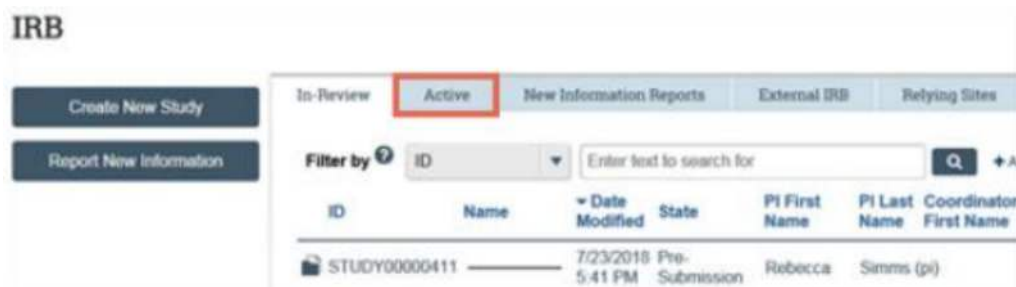 IRB
Create New Study
Report New Information
In-Review Active New Information Reports External IRB Relying Sites
Filter by ? ID Enter text to search for + A
ID Name Date Modified State PI First Name PI Last Name Coordinator First Name
STUDY00000411 7/23/2018 5:41 PM Pre-Submission Rebecca Simms (pi)